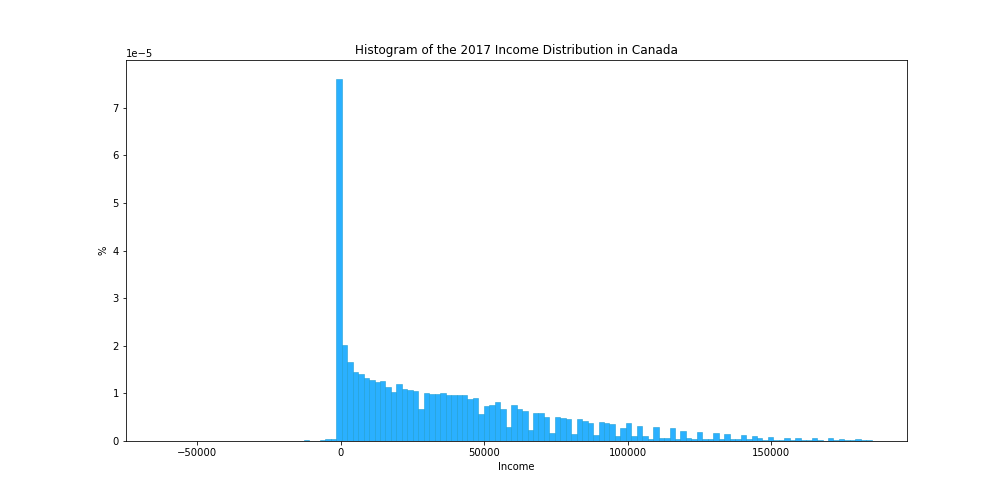 Histogram of the 2017 Income Distribution in Canada
1e−5
7
6
5
4
3
2
1
0
%
−50000 0 50000 100000 150000
Income